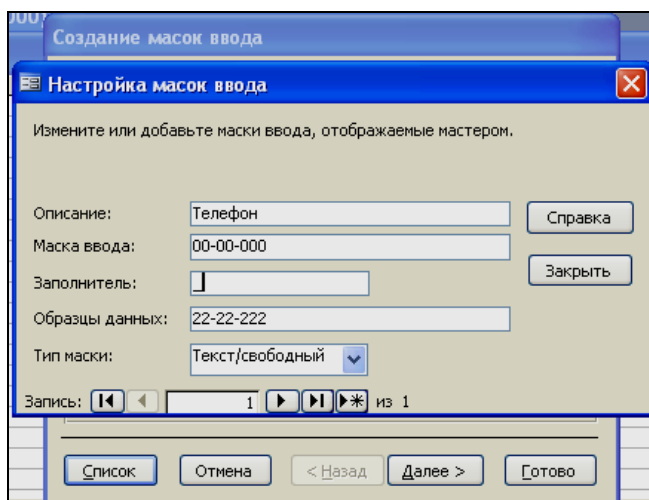 000
Создание масок ввода
Настройка масок ввода
Измените или добавьте маски ввода, отображаемые мастером.
Описание: Телефон Справка
Маска ввода: 00-00-000
Заполнитель: _ Закрыть
Образцы данных: 22-22-222
Тип маски: Текст/свободный
Запись: 1 из 1
Список Отмена < Назад Далее > Готово